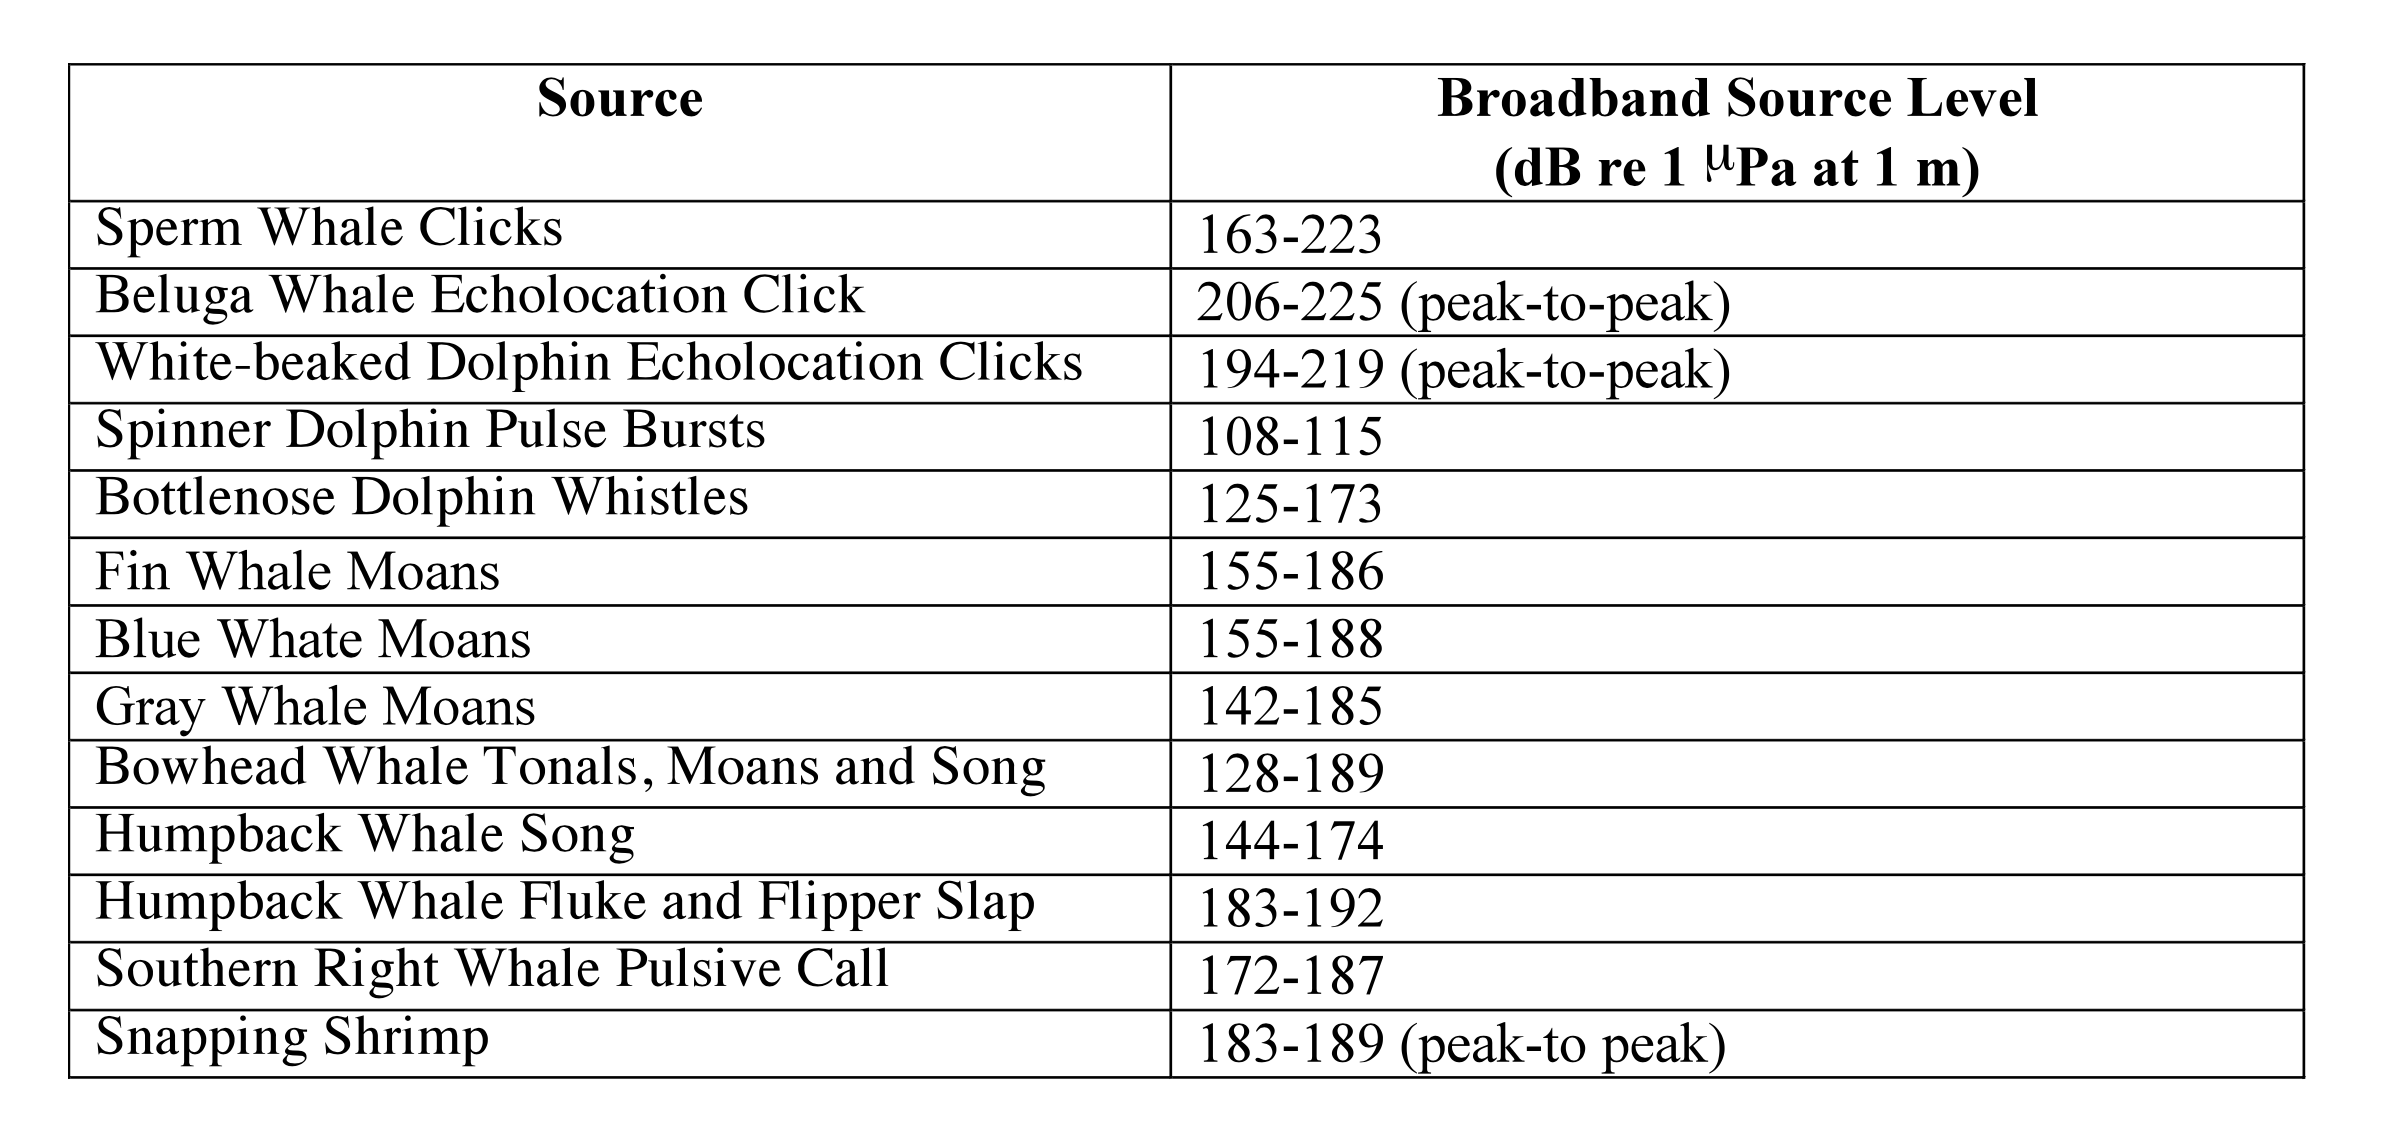 Source
Broadband Source Level
(dB re 1 μPa at 1 m)
Sperm Whale Clicks
163-223
Beluga Whale Echolocation Click
206-225 (peak-to-peak)
White-beaked Dolphin Echolocation Clicks
194-219 (peak-to-peak)
Spinner Dolphin Pulse Bursts
108-115
Bottlenose Dolphin Whistles
125-173
Fin Whale Moans
155-186
Blue Whate Moans
155-188
Gray Whale Moans
142-185
Bowhead Whale Tonals, Moans and Song
128-189
Humpback Whale Song
144-174
Humpback Whale Fluke and Flipper Slap
183-192
Southern Right Whale Pulsive Call
172-187
Snapping Shrimp
183-189 (peak-to peak)